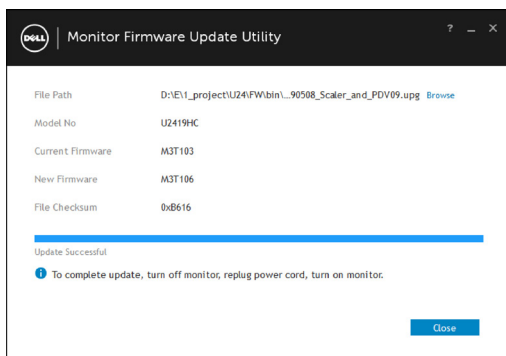 DELL | Monitor Firmware Update Utility ? _ ×
File Path D:\E\1_project\U24\FW\bin\...90508_Scaler_and_PDV09.upg Browse
Model No U2419HC
Current Firmware M3T103
New Firmware M3T106
File Checksum 0xB616
Update Successful
i To complete update, turn off monitor, replug power cord, turn on monitor.
Close